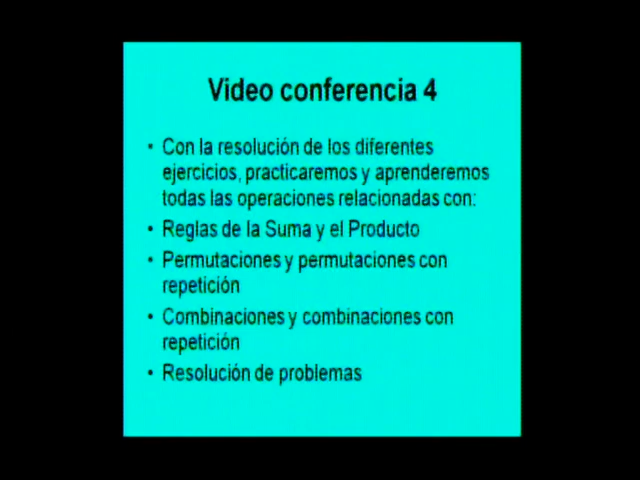 Video conferencia 4
• Con la resolución de los diferentes
ejercicios, practicaremos y aprenderemos
todas las operaciones relacionadas con:
• Reglas de la Suma y el Producto
• Permutaciones y permutaciones con
repetición
• Combinaciones y combinaciones con
repetición
• Resolución de problemas